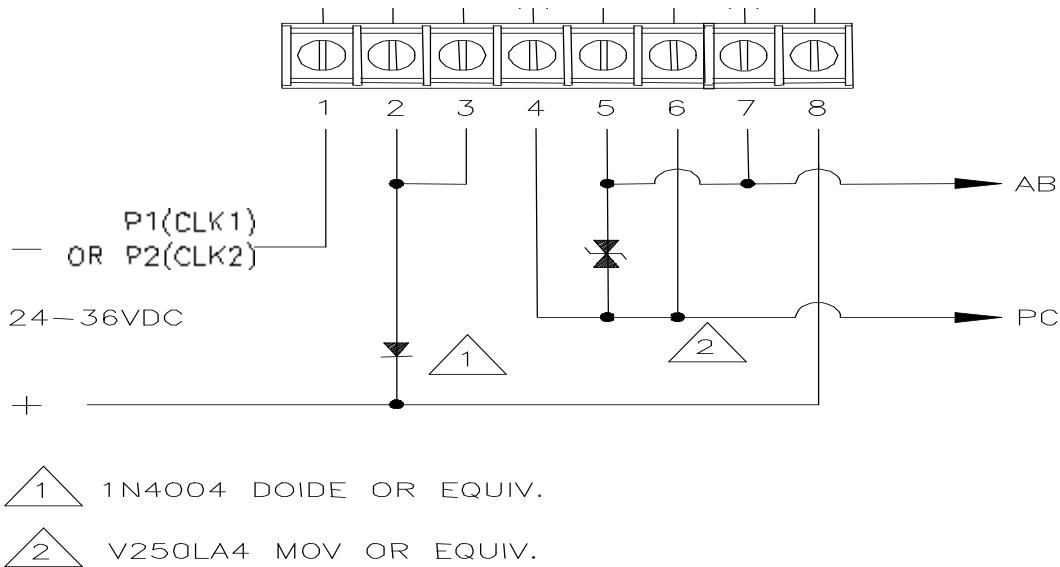 1 2 3 4 5 6 7 8
AB
P1(CLK1)
— OR P2(CLK2)
24-36VDC
PC
1
2
+
1 1N4004 DOIDE OR EQUIV.
2 V250LA4 MOV OR EQUIV.